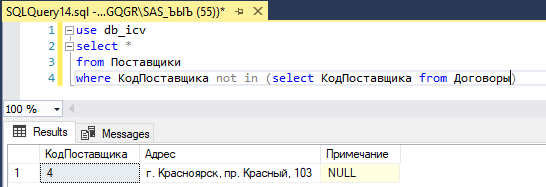 SQLQuery14.sql -...GQGR\SAS_ЪЫЬ (55))*
1 use db_icv
2 select *
3 from Поставщики
4 where КодПоставщика not in (select КодПоставщика from Договоры)
100 %
Results Messages
КодПоставщика Адрес Примечание
1 4 г. Красноярск, пр. Красный, 103 NULL